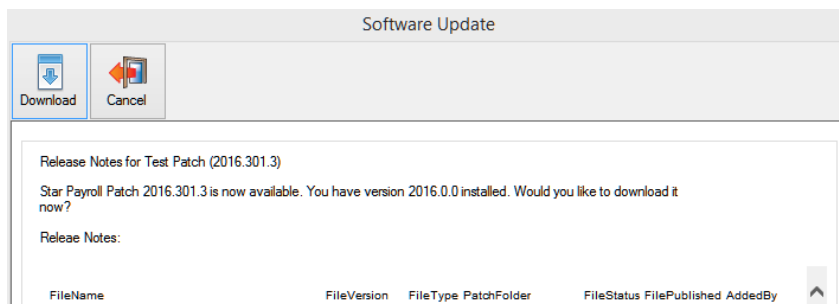 Software Update
Download Cancel
Release Notes for Test Patch (2016.301.3)
Star Payroll Patch 2016.301.3 is now available. You have version 2016.0.0 installed. Would you like to download it
now?
Releae Notes:
FileName FileVersion FileType PatchFolder FileStatus FilePublished AddedBy